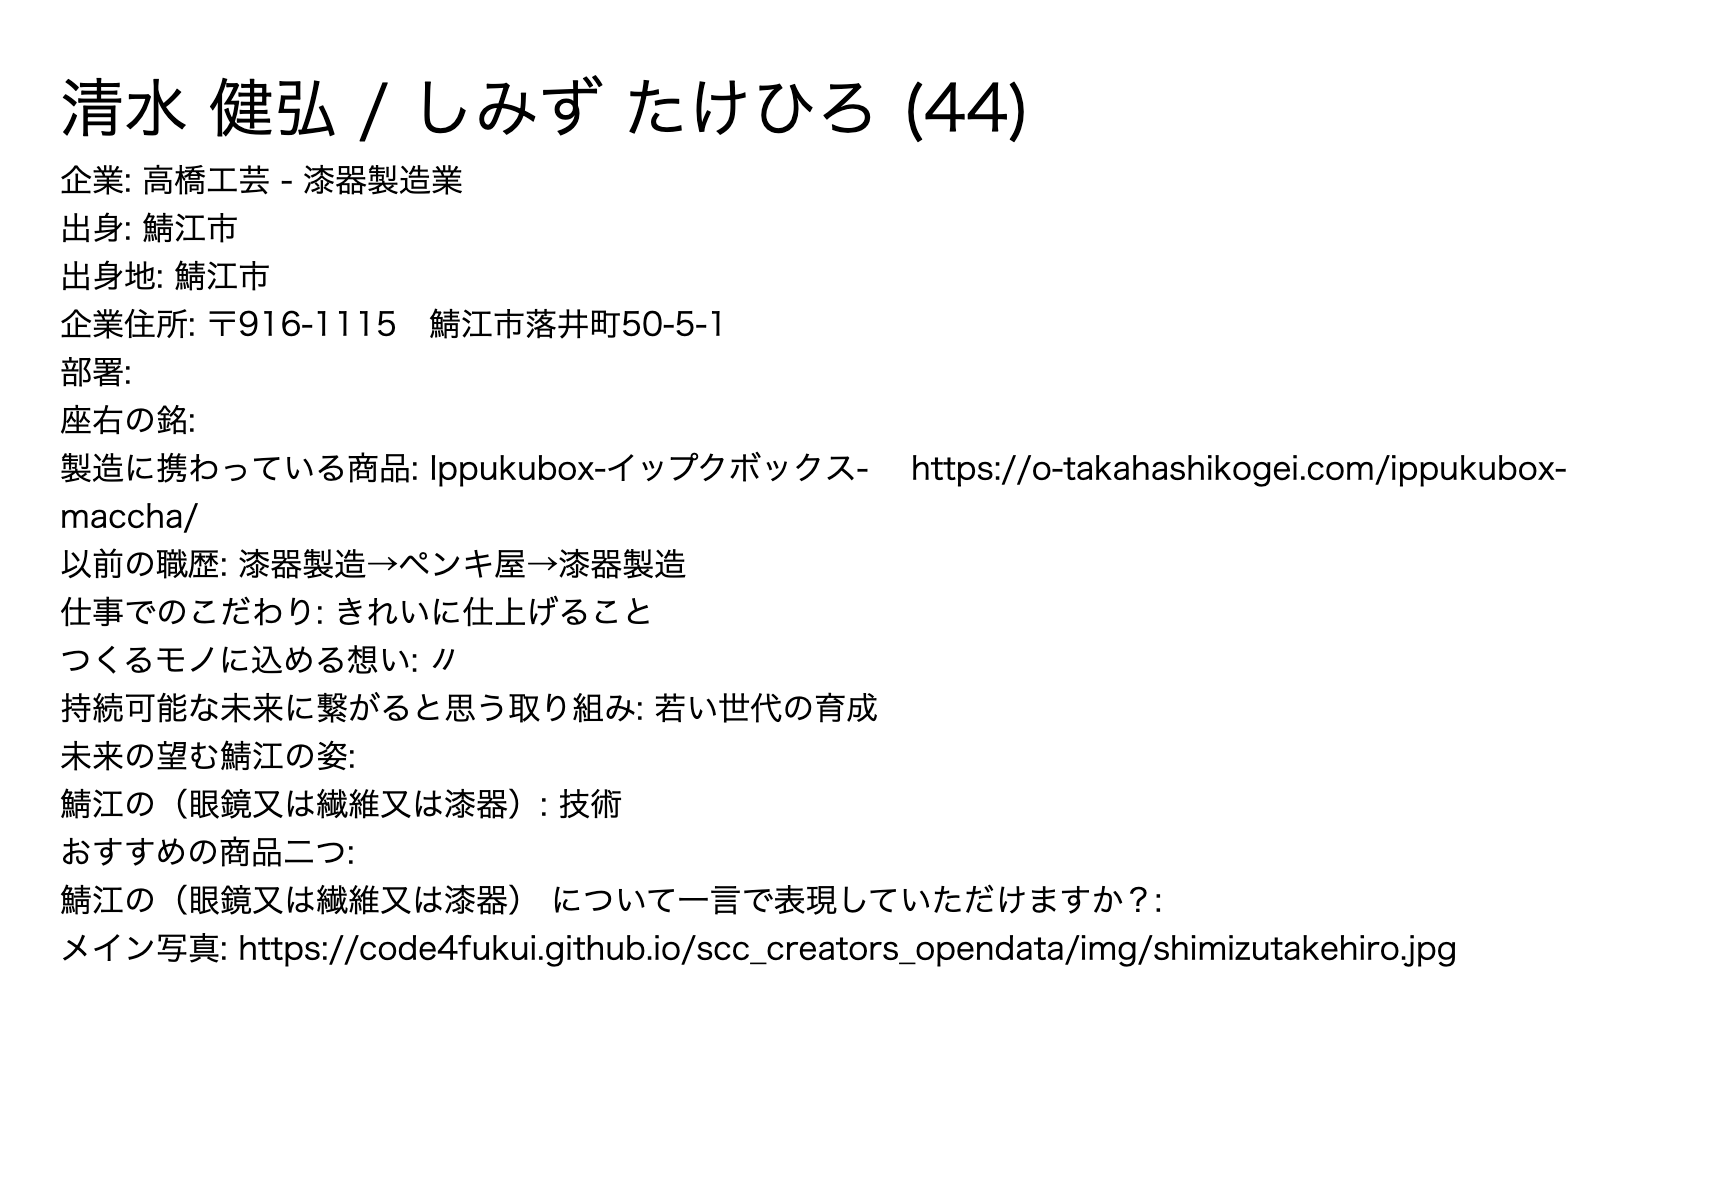 清水 健弘 / しみず たけひろ (44)
企業: 高橋工芸 - 漆器製造業
出身: 鯖江市
出身地: 鯖江市
企業住所: 〒916-1115　鯖江市落井町50-5-1
部署:
座右の銘:
製造に携わっている商品: Ippukubox-イップクボックス-　 https://o-takahashikogei.com/ippukubox-
maccha/
以前の職歴: 漆器製造→ペンキ屋→漆器製造
仕事でのこだわり: きれいに仕上げること
つくるモノに込める想い: 〃
持続可能な未来に繋がると思う取り組み: 若い世代の育成
未来の望む鯖江の姿:
鯖江の（眼鏡又は繊維又は漆器）: 技術
おすすめの商品二つ:
鯖江の（眼鏡又は繊維又は漆器） について一言で表現していただけますか？:
メイン写真: https://code4fukui.github.io/scc_creators_opendata/img/shimizutakehiro.jpg